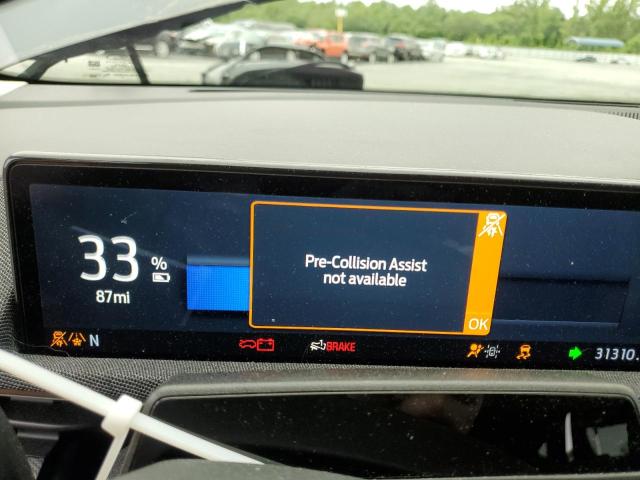 33 %
87mi
Pre-Collision Assist
not available
OK
N
BRAKE
31310.